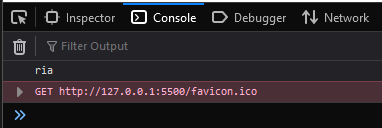 Inspector Console Debugger Network
Filter Output
ria
GET http://127.0.0.1:5500/favicon.ico